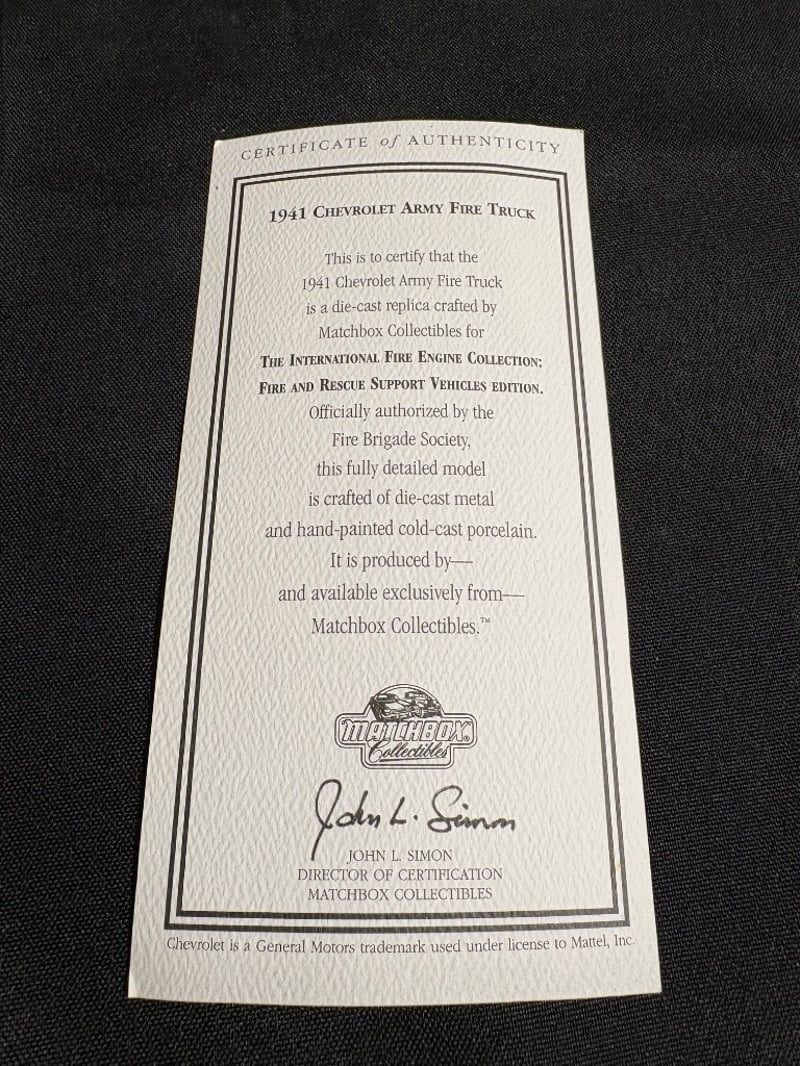 CERTIFICATE of AUTHENTICITY
1941 CHEVROLET ARMY FIRE TRUCK
This is to certify that the
1941 Chevrolet Army Fire Truck
is a die-cast replica crafted by
Matchbox Collectibles for
THE INTERNATIONAL FIRE ENGINE COLLECTION:
FIRE AND RESCUE SUPPORT VEHICLES EDITION.
Officially authorized by the
Fire Brigade Society,
this fully detailed model
is crafted of die-cast metal
and hand-painted cold-cast porcelain.
It is produced by—
and available exclusively from—
Matchbox Collectibles.™
MATCHBOX®
Collectibles
John L. Simon
JOHN L. SIMON
DIRECTOR OF CERTIFICATION
MATCHBOX COLLECTIBLES
Chevrolet is a General Motors trademark used under license to Mattel, Inc.